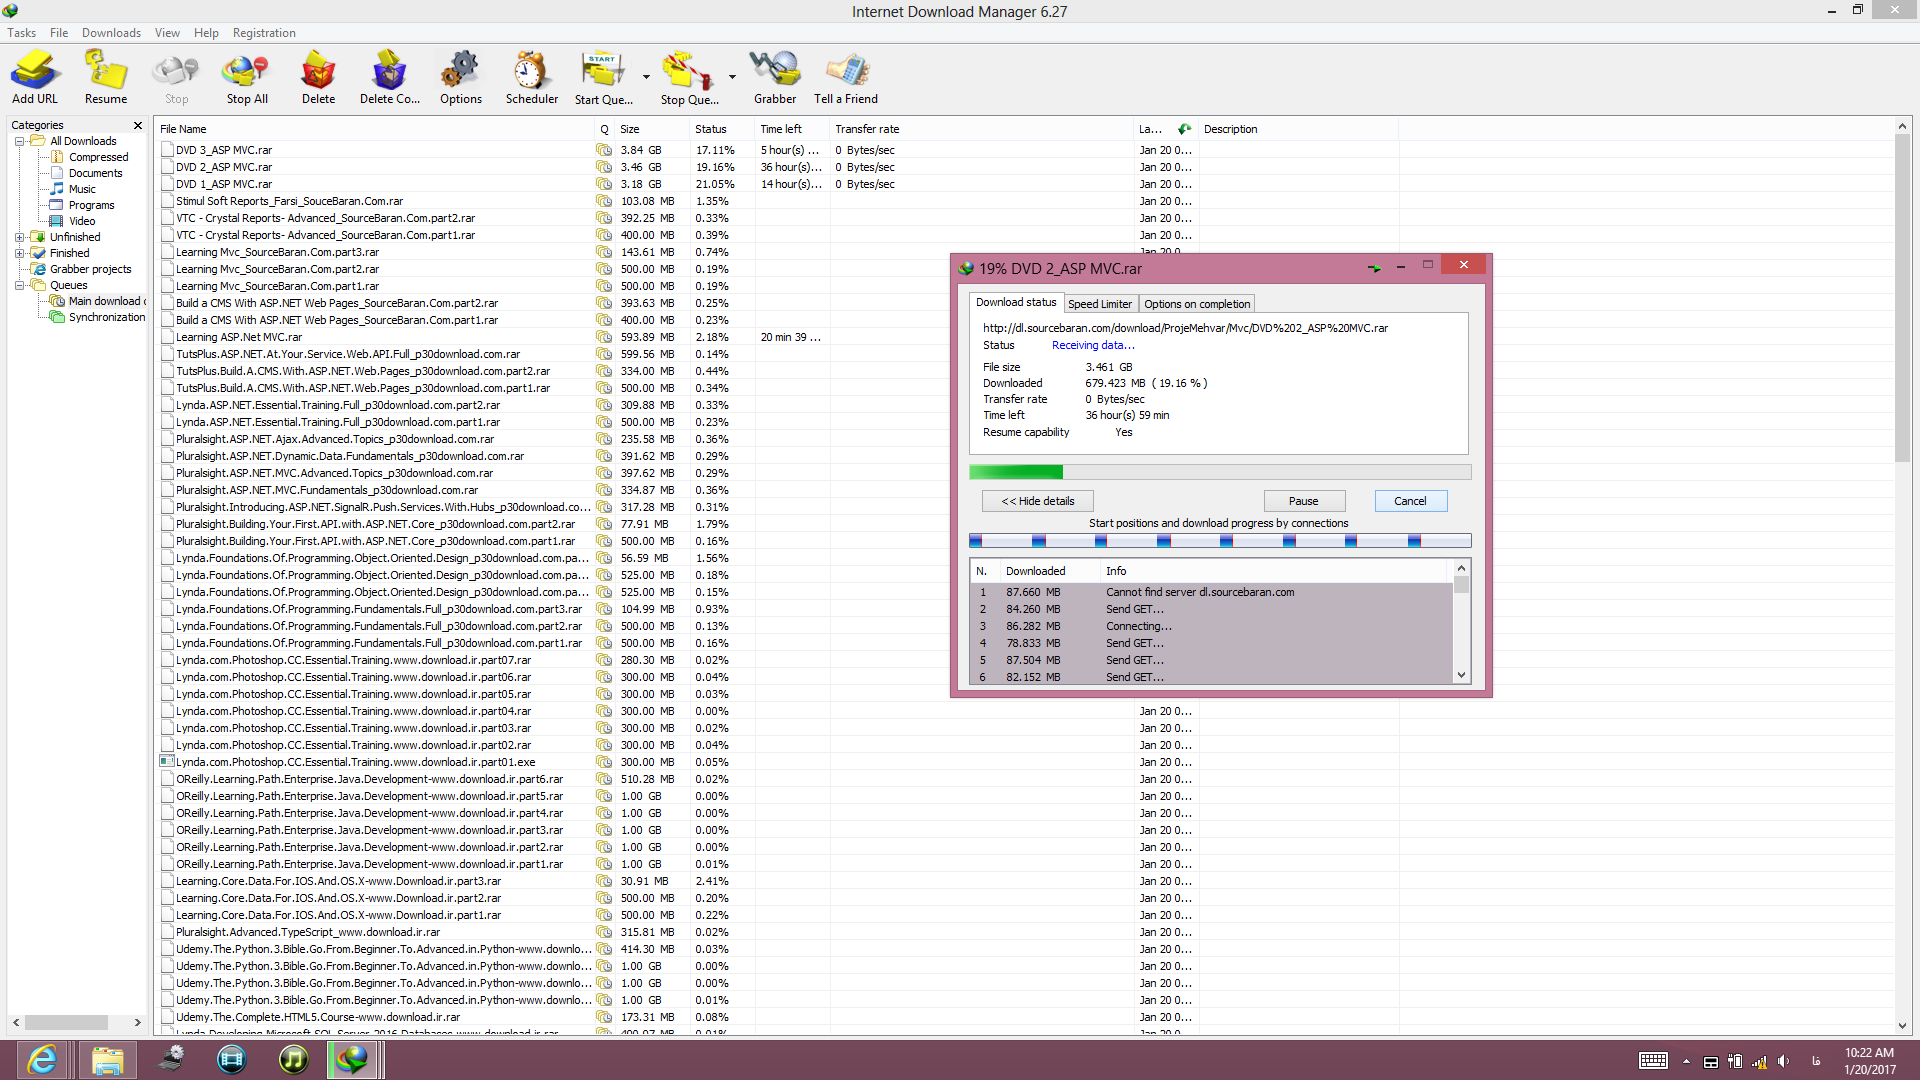 Internet Download Manager 6.27
Tasks File Downloads View Help Registration
START
Add URL Resume Stop Stop All Delete Delete Co... Options Scheduler Start Que... Stop Que... Grabber Tell a Friend
Categories
All Downloads
Compressed
Documents
Music
Programs
Video
Unfinished
Finished
Grabber projects
Queues
Main download
Synchronization
File Name Q Size Status Time left Transfer rate La... Description
DVD 3_ASP MVC.rar 3.84 GB 17.11% 5 hour(s) ... 0 Bytes/sec Jan 20 0...
DVD 2_ASP MVC.rar 3.46 GB 19.16% 36 hour(s)... 0 Bytes/sec Jan 20 0...
DVD 1_ASP MVC.rar 3.18 GB 21.05% 14 hour(s)... 0 Bytes/sec Jan 20 0...
Stimul Soft Reports_Farsi_SouceBaran.Com.rar 103.08 MB 1.35% Jan 20 0...
VTC - Crystal Reports- Advanced_SourceBaran.Com.part2.rar 392.25 MB 0.33% Jan 20 0...
VTC - Crystal Reports- Advanced_SourceBaran.Com.part1.rar 400.00 MB 0.39% Jan 20 0...
Learning Mvc_SourceBaran.Com.part3.rar 143.61 MB 0.74% Jan 20 0...
Learning Mvc_SourceBaran.Com.part2.rar 500.00 MB 0.19%
Learning Mvc_SourceBaran.Com.part1.rar 500.00 MB 0.19%
Build a CMS With ASP.NET Web Pages_SourceBaran.Com.part2.rar 393.63 MB 0.25%
Build a CMS With ASP.NET Web Pages_SourceBaran.Com.part1.rar 400.00 MB 0.23%
Learning ASP.Net MVC.rar 593.89 MB 2.18% 20 min 39 ...
TutsPlus.ASP.NET.At.Your.Service.Web.API.Full_p30download.com.rar 599.56 MB 0.14%
TutsPlus.Build.A.CMS.With.ASP.NET.Web.Pages_p30download.com.part2.rar 334.00 MB 0.44%
TutsPlus.Build.A.CMS.With.ASP.NET.Web.Pages_p30download.com.part1.rar 500.00 MB 0.34%
Lynda.ASP.NET.Essential.Training.Full_p30download.com.part2.rar 309.88 MB 0.33%
Lynda.ASP.NET.Essential.Training.Full_p30download.com.part1.rar 500.00 MB 0.23%
Pluralsight.ASP.NET.Ajax.Advanced.Topics_p30download.com.rar 235.58 MB 0.36%
Pluralsight.ASP.NET.Dynamic.Data.Fundamentals_p30download.com.rar 391.62 MB 0.29%
Pluralsight.ASP.NET.MVC.Advanced.Topics_p30download.com.rar 397.62 MB 0.29%
Pluralsight.ASP.NET.MVC.Fundamentals_p30download.com.rar 334.87 MB 0.36%
Pluralsight.Introducing.ASP.NET.SignalR.Push.Services.With.Hubs_p30download.co... 317.28 MB 0.31%
Pluralsight.Building.Your.First.API.with.ASP.NET.Core_p30download.com.part2.rar 77.91 MB 1.79%
Pluralsight.Building.Your.First.API.with.ASP.NET.Core_p30download.com.part1.rar 500.00 MB 0.16%
Lynda.Foundations.Of.Programming.Object.Oriented.Design_p30download.com.pa... 56.59 MB 1.56%
Lynda.Foundations.Of.Programming.Object.Oriented.Design_p30download.com.pa... 525.00 MB 0.18%
Lynda.Foundations.Of.Programming.Object.Oriented.Design_p30download.com.pa... 525.00 MB 0.15%
Lynda.Foundations.Of.Programming.Fundamentals.Full_p30download.com.part3.rar 104.99 MB 0.93%
Lynda.Foundations.Of.Programming.Fundamentals.Full_p30download.com.part2.rar 500.00 MB 0.13%
Lynda.Foundations.Of.Programming.Fundamentals.Full_p30download.com.part1.rar 500.00 MB 0.16%
Lynda.com.Photoshop.CC.Essential.Training.www.download.ir.part07.rar 280.30 MB 0.02%
Lynda.com.Photoshop.CC.Essential.Training.www.download.ir.part06.rar 300.00 MB 0.04%
Lynda.com.Photoshop.CC.Essential.Training.www.download.ir.part05.rar 300.00 MB 0.03%
Lynda.com.Photoshop.CC.Essential.Training.www.download.ir.part04.rar 300.00 MB 0.00% Jan 20 0...
Lynda.com.Photoshop.CC.Essential.Training.www.download.ir.part03.rar 300.00 MB 0.02% Jan 20 0...
Lynda.com.Photoshop.CC.Essential.Training.www.download.ir.part02.rar 300.00 MB 0.04% Jan 20 0...
Lynda.com.Photoshop.CC.Essential.Training.www.download.ir.part01.exe 300.00 MB 0.05% Jan 20 0...
OReilly.Learning.Path.Enterprise.Java.Development-www.download.ir.part6.rar 510.28 MB 0.02% Jan 20 0...
OReilly.Learning.Path.Enterprise.Java.Development-www.download.ir.part5.rar 1.00 GB 0.00% Jan 20 0...
OReilly.Learning.Path.Enterprise.Java.Development-www.download.ir.part4.rar 1.00 GB 0.00% Jan 20 0...
OReilly.Learning.Path.Enterprise.Java.Development-www.download.ir.part3.rar 1.00 GB 0.00% Jan 20 0...
OReilly.Learning.Path.Enterprise.Java.Development-www.download.ir.part2.rar 1.00 GB 0.00% Jan 20 0...
OReilly.Learning.Path.Enterprise.Java.Development-www.download.ir.part1.rar 1.00 GB 0.01% Jan 20 0...
Learning.Core.Data.For.IOS.And.OS.X-www.Download.ir.part3.rar 30.91 MB 2.41% Jan 20 0...
Learning.Core.Data.For.IOS.And.OS.X-www.Download.ir.part2.rar 500.00 MB 0.20% Jan 20 0...
Learning.Core.Data.For.IOS.And.OS.X-www.Download.ir.part1.rar 500.00 MB 0.22% Jan 20 0...
Pluralsight.Advanced.TypeScript_www.download.ir.rar 315.81 MB 0.02% Jan 20 0...
Udemy.The.Python.3.Bible.Go.From.Beginner.To.Advanced.in.Python-www.downlo... 414.30 MB 0.03% Jan 20 0...
Udemy.The.Python.3.Bible.Go.From.Beginner.To.Advanced.in.Python-www.downlo... 1.00 GB 0.00% Jan 20 0...
Udemy.The.Python.3.Bible.Go.From.Beginner.To.Advanced.in.Python-www.downlo... 1.00 GB 0.00% Jan 20 0...
Udemy.The.Python.3.Bible.Go.From.Beginner.To.Advanced.in.Python-www.downlo... 1.00 GB 0.01% Jan 20 0...
Udemy.The.Complete.HTML5.Course-www.download.ir.rar 173.31 MB 0.08% Jan 20 0...
Lynda.Developing.Microsoft.SQL.Server.2016.Databases-www.download.ir.rar 400.07 MB 0.01% Jan 20 0...
19% DVD 2_ASP MVC.rar
Download status Speed Limiter Options on completion
http://dl.sourcebaran.com/download/ProjeMehvar/Mvc/DVD%202_ASP%20MVC.rar
Status Receiving data...
File size 3.461 GB
Downloaded 679.423 MB ( 19.16 % )
Transfer rate 0 Bytes/sec
Time left 36 hour(s) 59 min
Resume capability Yes
<< Hide details Pause Cancel
Start positions and download progress by connections
N. Downloaded Info
1 87.660 MB Cannot find server dl.sourcebaran.com
2 84.260 MB Send GET...
3 86.282 MB Connecting...
4 78.833 MB Send GET...
5 87.504 MB Send GET...
6 82.152 MB Send GET...
فا
10:22 AM
1/20/2017